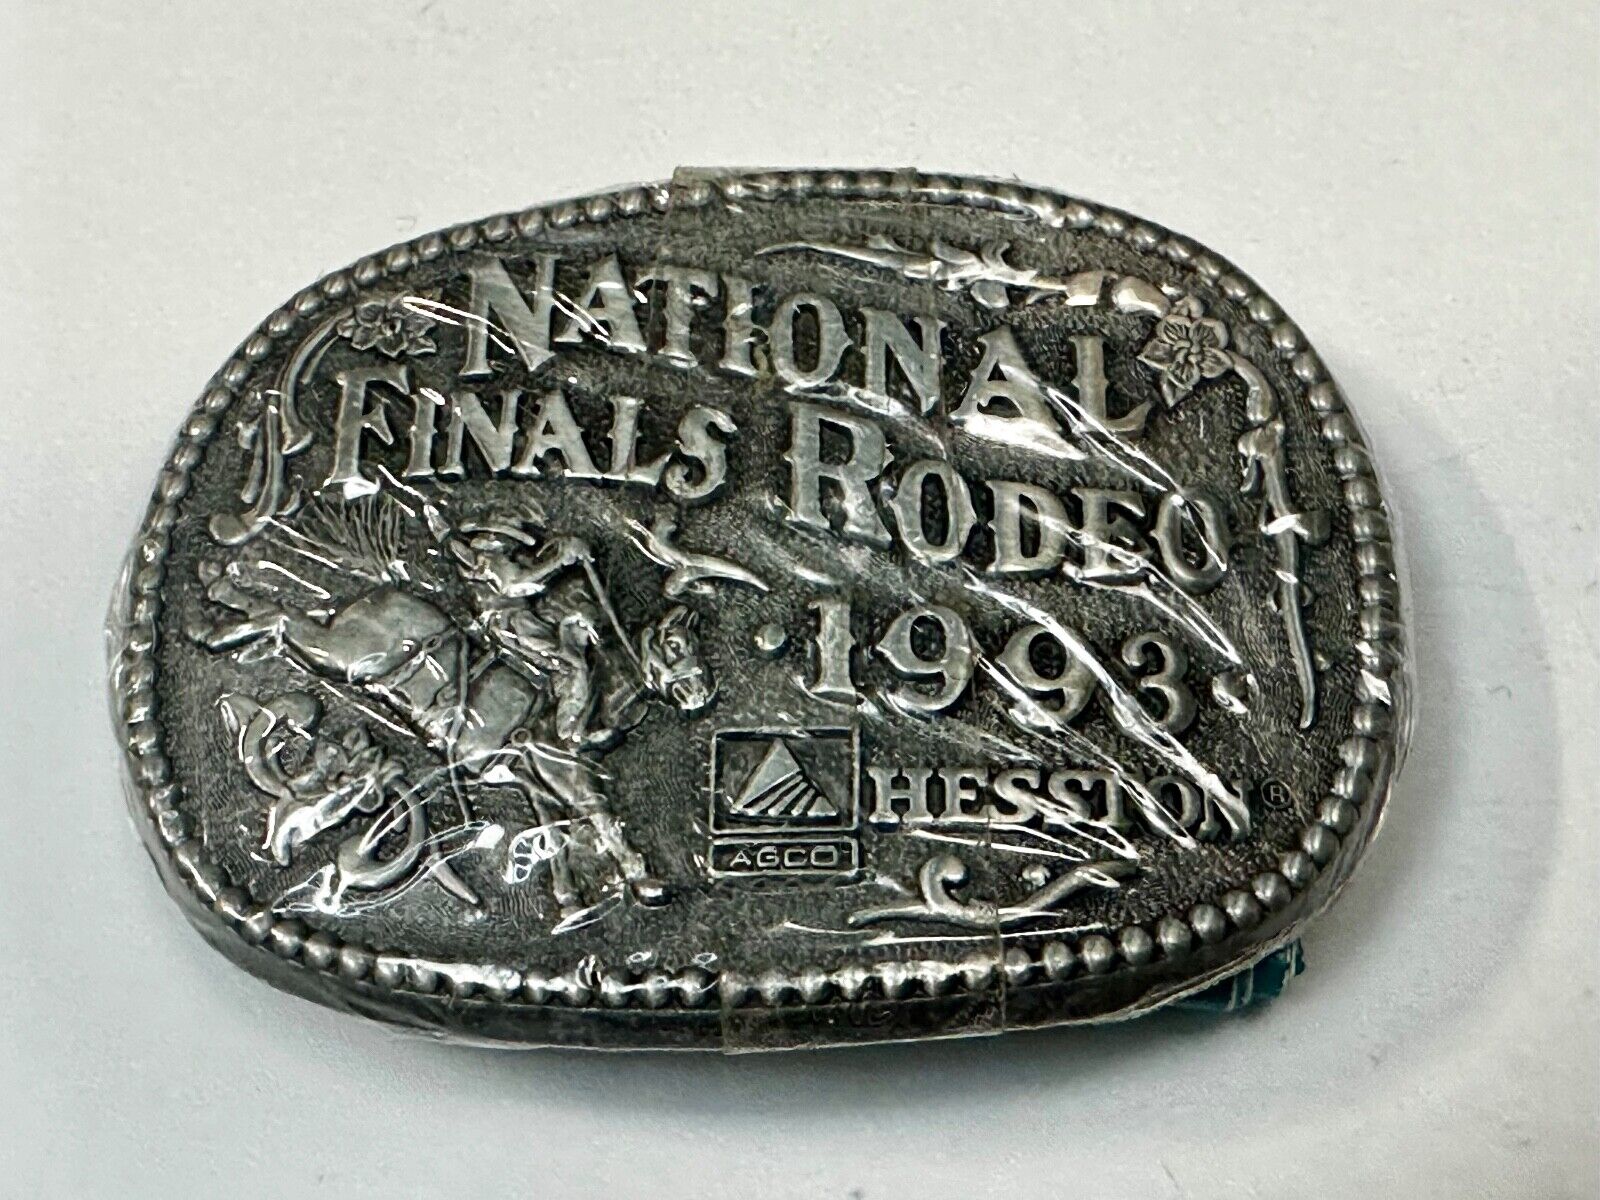 NATIONAL
FINALS RODEO
1993
HESSTON®
AGCO